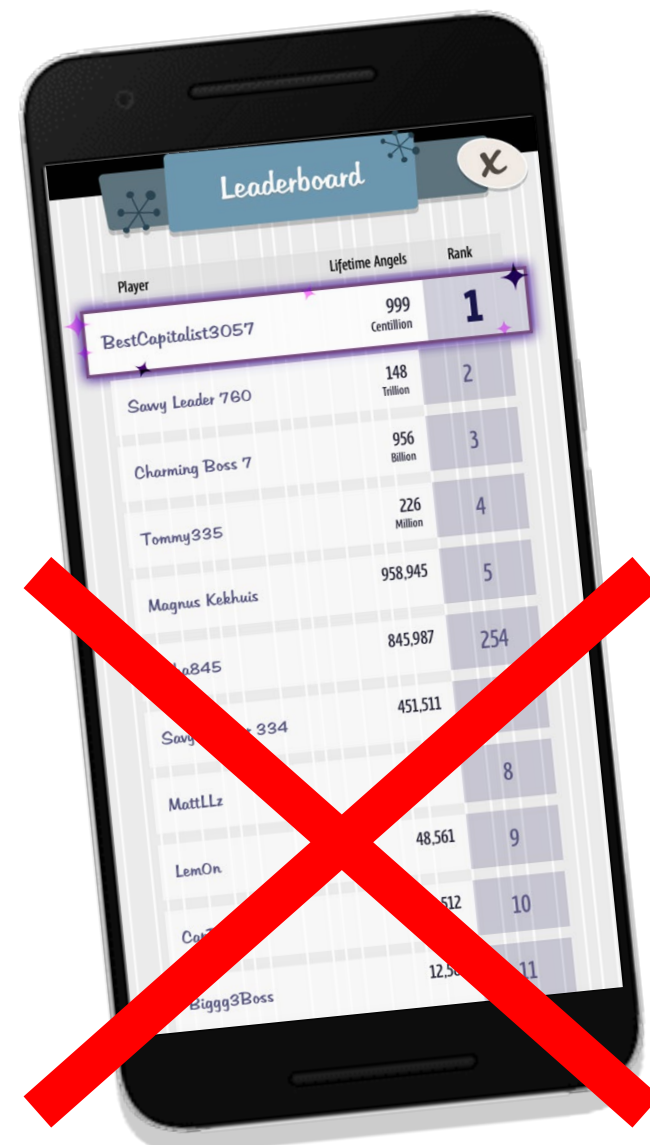 Leaderboard
x
Player Lifetime Angels Rank
BestCapitalist3057 999 Centillion 1
Savvy Leader 760 148 Trillion 2
Charming Boss 7 956 Billion 3
Tommy335 226 Million 4
Magnus Kekhuis 958,945 5
845,987 254
334 451,511
MattLLz 8
LemOn 48,561 9
10
Biggg3Boss 11